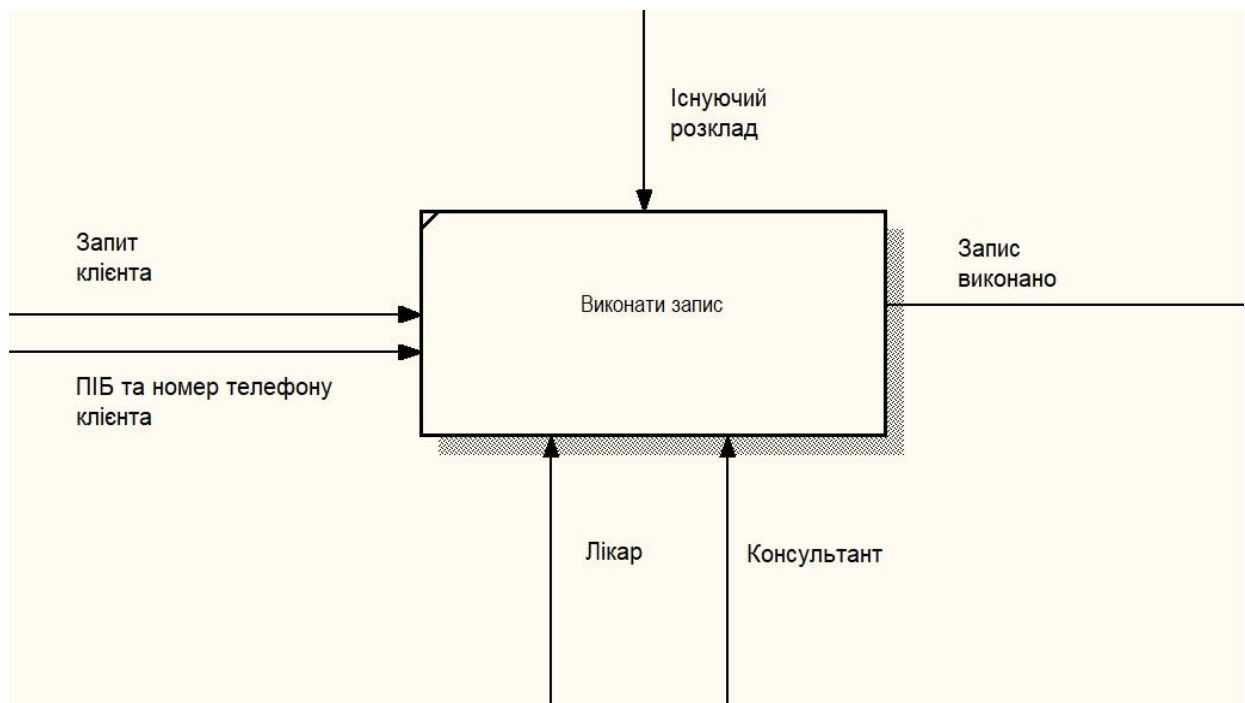 Існуючий
розклад
Запит
клієнта
Виконати запис
Запис
виконано
ПІБ та номер телефону
клієнта
Лікар
Консультант